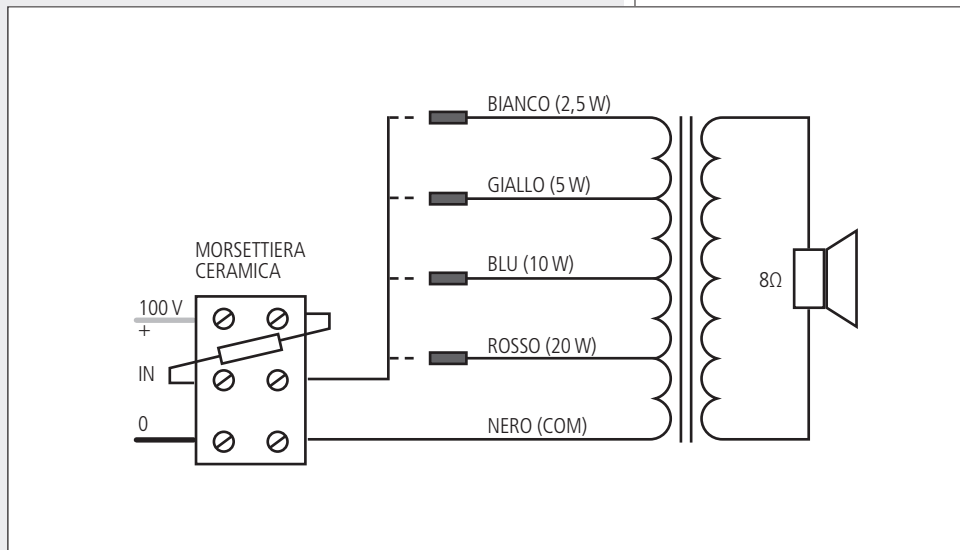 BIANCO (2,5 W)
GIALLO (5 W)
MORSETTIERA
CERAMICA
BLU (10 W)
8Ω
100 V
+
ROSSO (20 W)
IN
0
NERO (COM)